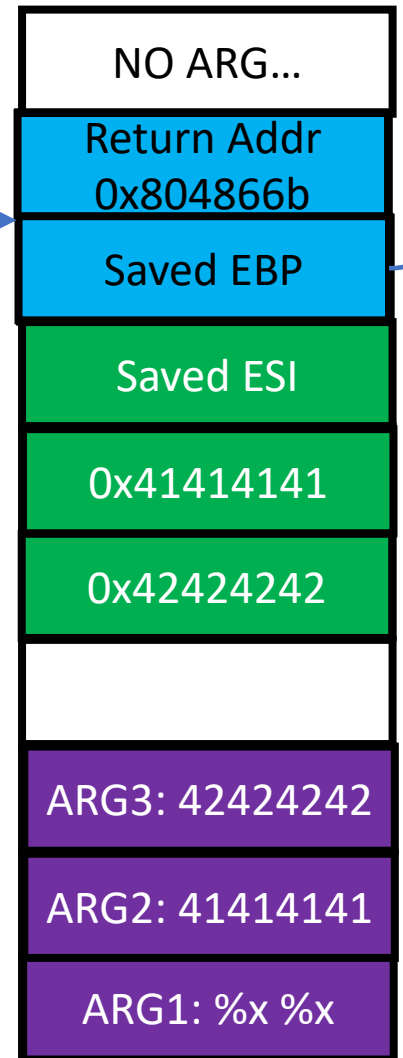 NO ARG…
Return Addr
0x804866b
Saved EBP
Saved ESI
0x41414141
0x42424242
ARG3: 42424242
ARG2: 41414141
ARG1: %x %x